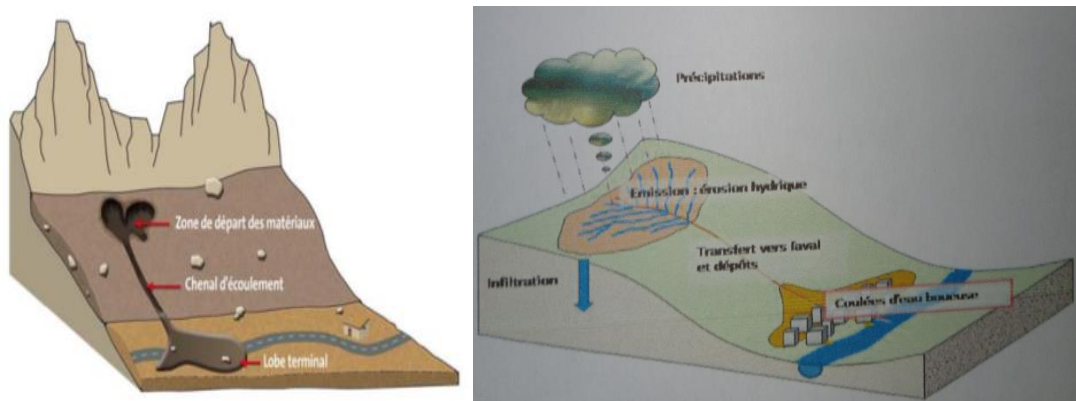 Zone de départ des matériaux
Chenal d'écoulement
Lobe terminal
Précipitations
Emission : érosion hydrique
Transfert vers l'aval
et dépôts
Infiltration
Coulées d'eau boueuse